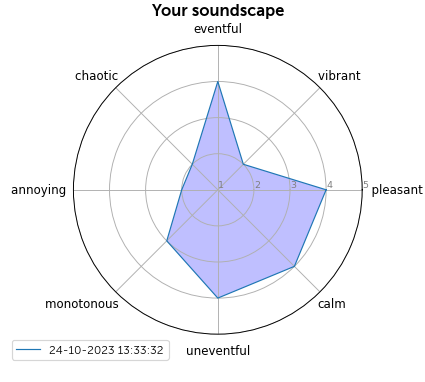 Your soundscape
eventful
chaotic
vibrant
annoying
1 2 3 4 5
pleasant
monotonous
calm
uneventful
24-10-2023 13:33:32